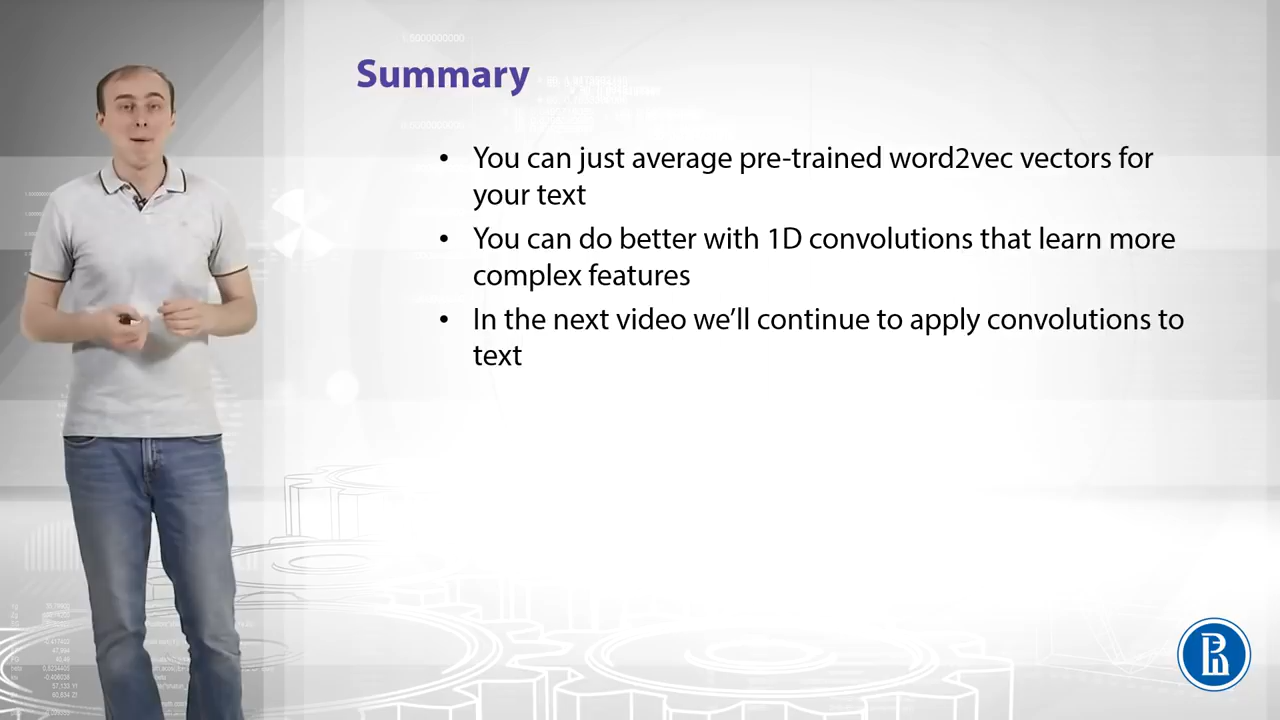 Summary
• You can just average pre-trained word2vec vectors for
your text
• You can do better with 1D convolutions that learn more
complex features
• In the next video we’ll continue to apply convolutions to
text